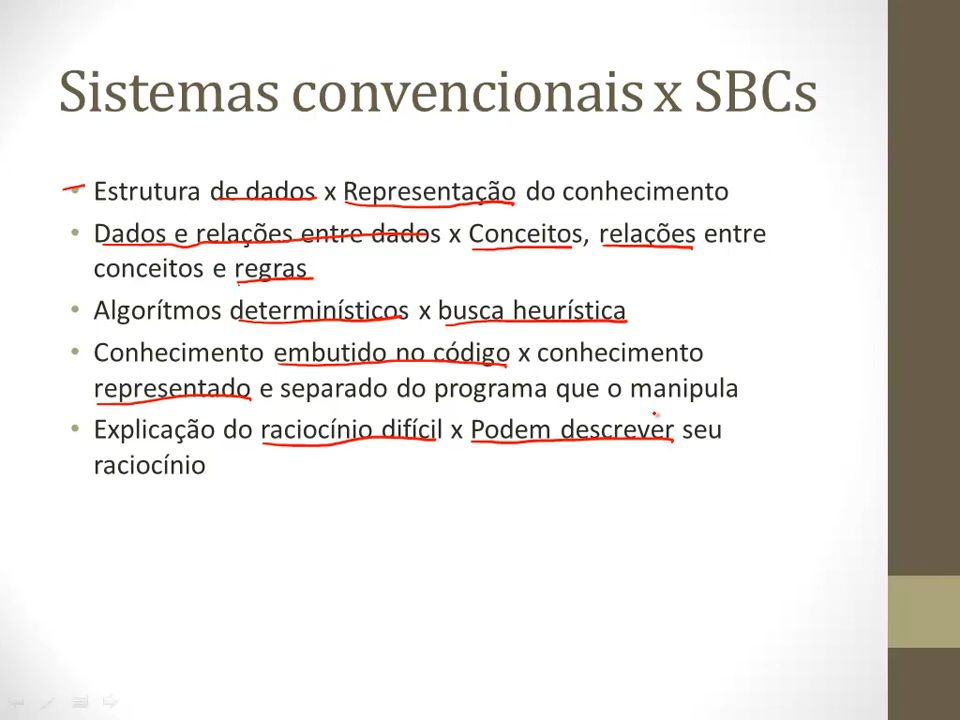 Sistemas convencionais x SBCs
• Estrutura de dados x Representação do conhecimento
• Dados e relações entre dados x Conceitos, relações entre
conceitos e regras
• Algorítmos determinísticos x busca heurística
• Conhecimento embutido no código x conhecimento
representado e separado do programa que o manipula
• Explicação do raciocínio difícil x Podem descrever seu
raciocínio